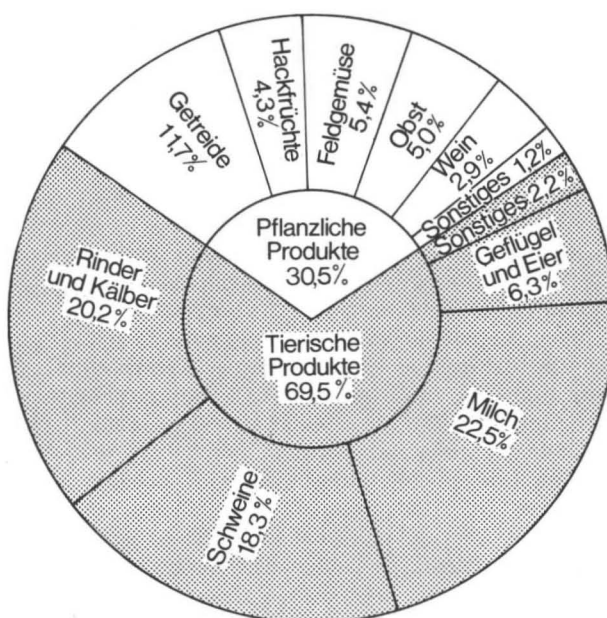 Getreide
11,7%
Hackfrüchte
4,3%
Feldgemüse
5,4%
Obst
5,0%
Wein
2,9%
Sonstiges 1,2%
Sonstiges 2,2%
Geflügel
und Eier
6,3%
Milch
22,5%
Schweine
18,3%
Rinder
und Kälber
20,2%
Pflanzliche
Produkte
30,5%
Tierische
Produkte
69,5%